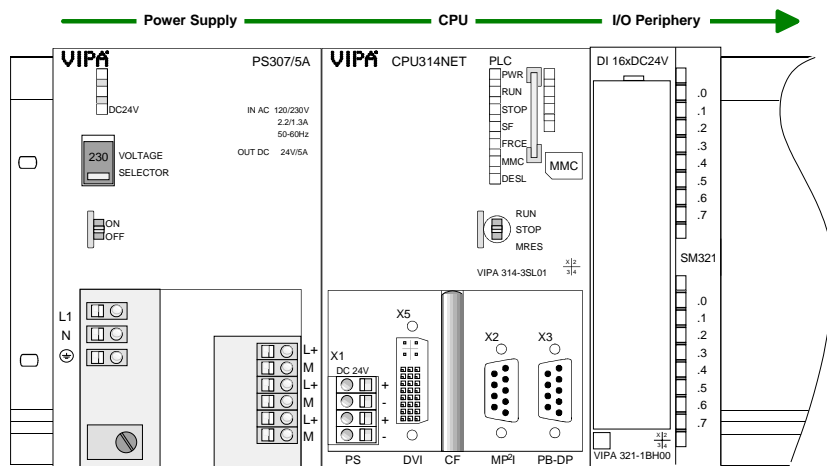 Power Supply
CPU
I/O Periphery
VIPA
PS307/5A
DC24V
IN AC 120/230V
2.2/1.3A
50-60Hz
OUT DC 24V/5A
230
VOLTAGE
SELECTOR
ON
OFF
L1
N
L+
M
L+
M
L+
M
VIPA
CPU314NET
PLC
PWR
RUN
STOP
SF
FRCE
MMC
DESL
MMC
RUN
STOP
MRES
VIPA 314-3SL01
X 2
3 4
X1
DC 24V
+
-
+
-
PS
X5
DVI
CF
X2
MP²I
X3
PB-DP
DI 16xDC24V
.0
.1
.2
.3
.4
.5
.6
.7
SM321
.0
.1
.2
.3
.4
.5
.6
.7
X 2
3 4
VIPA 321-1BH00